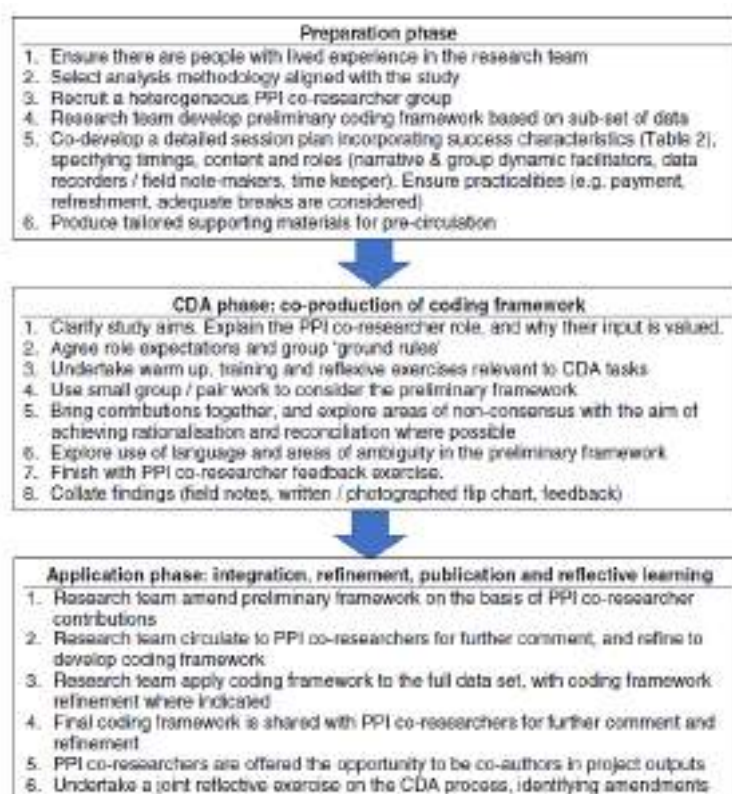 Preparation phase
1. Ensure there are people with lived experience in the research team
2. Select analysis methodology aligned with the study
3. Recruit a heterogeneous PPI co-researcher group
4. Research team develop preliminary coding framework based on sub-set of data
5. Co-develop a detailed session plan incorporating success characteristics (Table 2),
specifying timings, content and roles (narrative & group dynamic facilitators, data
recorders / field note-makers, time keeper). Ensure practicalities (e.g. payment,
refreshment, adequate breaks are considered)
6. Produce tailored supporting materials for pre-circulation
CDA phase: co-production of coding framework
1. Clarify study aims. Explain the PPI co-researcher role, and why their input is valued.
2. Agree role expectations and group 'ground rules'
3. Undertake warm up, training and reflexive exercises relevant to CDA tasks
4. Use small group / pair work to consider the preliminary framework
5. Bring contributions together, and explore areas of non-consensus with the aim of
achieving rationalisation and reconciliation where possible
6. Explore use of language and areas of ambiguity in the preliminary framework
7. Finish with PPI co-researcher feedback exercise.
8. Collate findings (field notes, written / photographed flip chart, feedback)
Application phase: integration, refinement, publication and reflective learning
1. Research team amend preliminary framework on the basis of PPI co-researcher
contributions
2. Research team circulate to PPI co-researchers for further comment, and refine to
develop coding framework
3. Research team apply coding framework to the full data set, with coding framework
refinement where indicated
4. Final coding framework is shared with PPI co-researchers for further comment and
refinement
5. PPI co-researchers are offered the opportunity to be co-authors in project outputs
6. Undertake a joint reflective exercise on the CDA process, identifying amendments